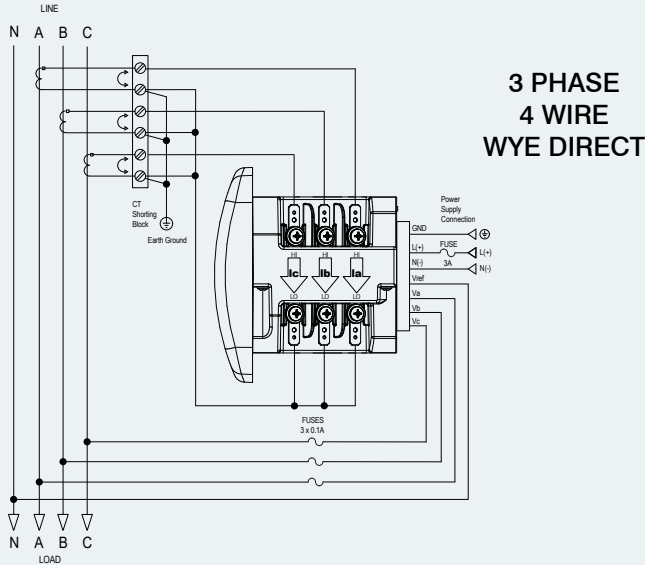 LINE
N A B C
3 PHASE
4 WIRE
WYE DIRECT
CT
Shorting
Block
Earth Ground
Power
Supply
Connection
GND
L(+)
FUSE
L(+)
N(-)
3A
N(-)
Vref
Va
Vb
Vc
HI HI HI
Ic Ib Ia
LO LO LO
FUSES
3 x 0.1A
N A B C
LOAD